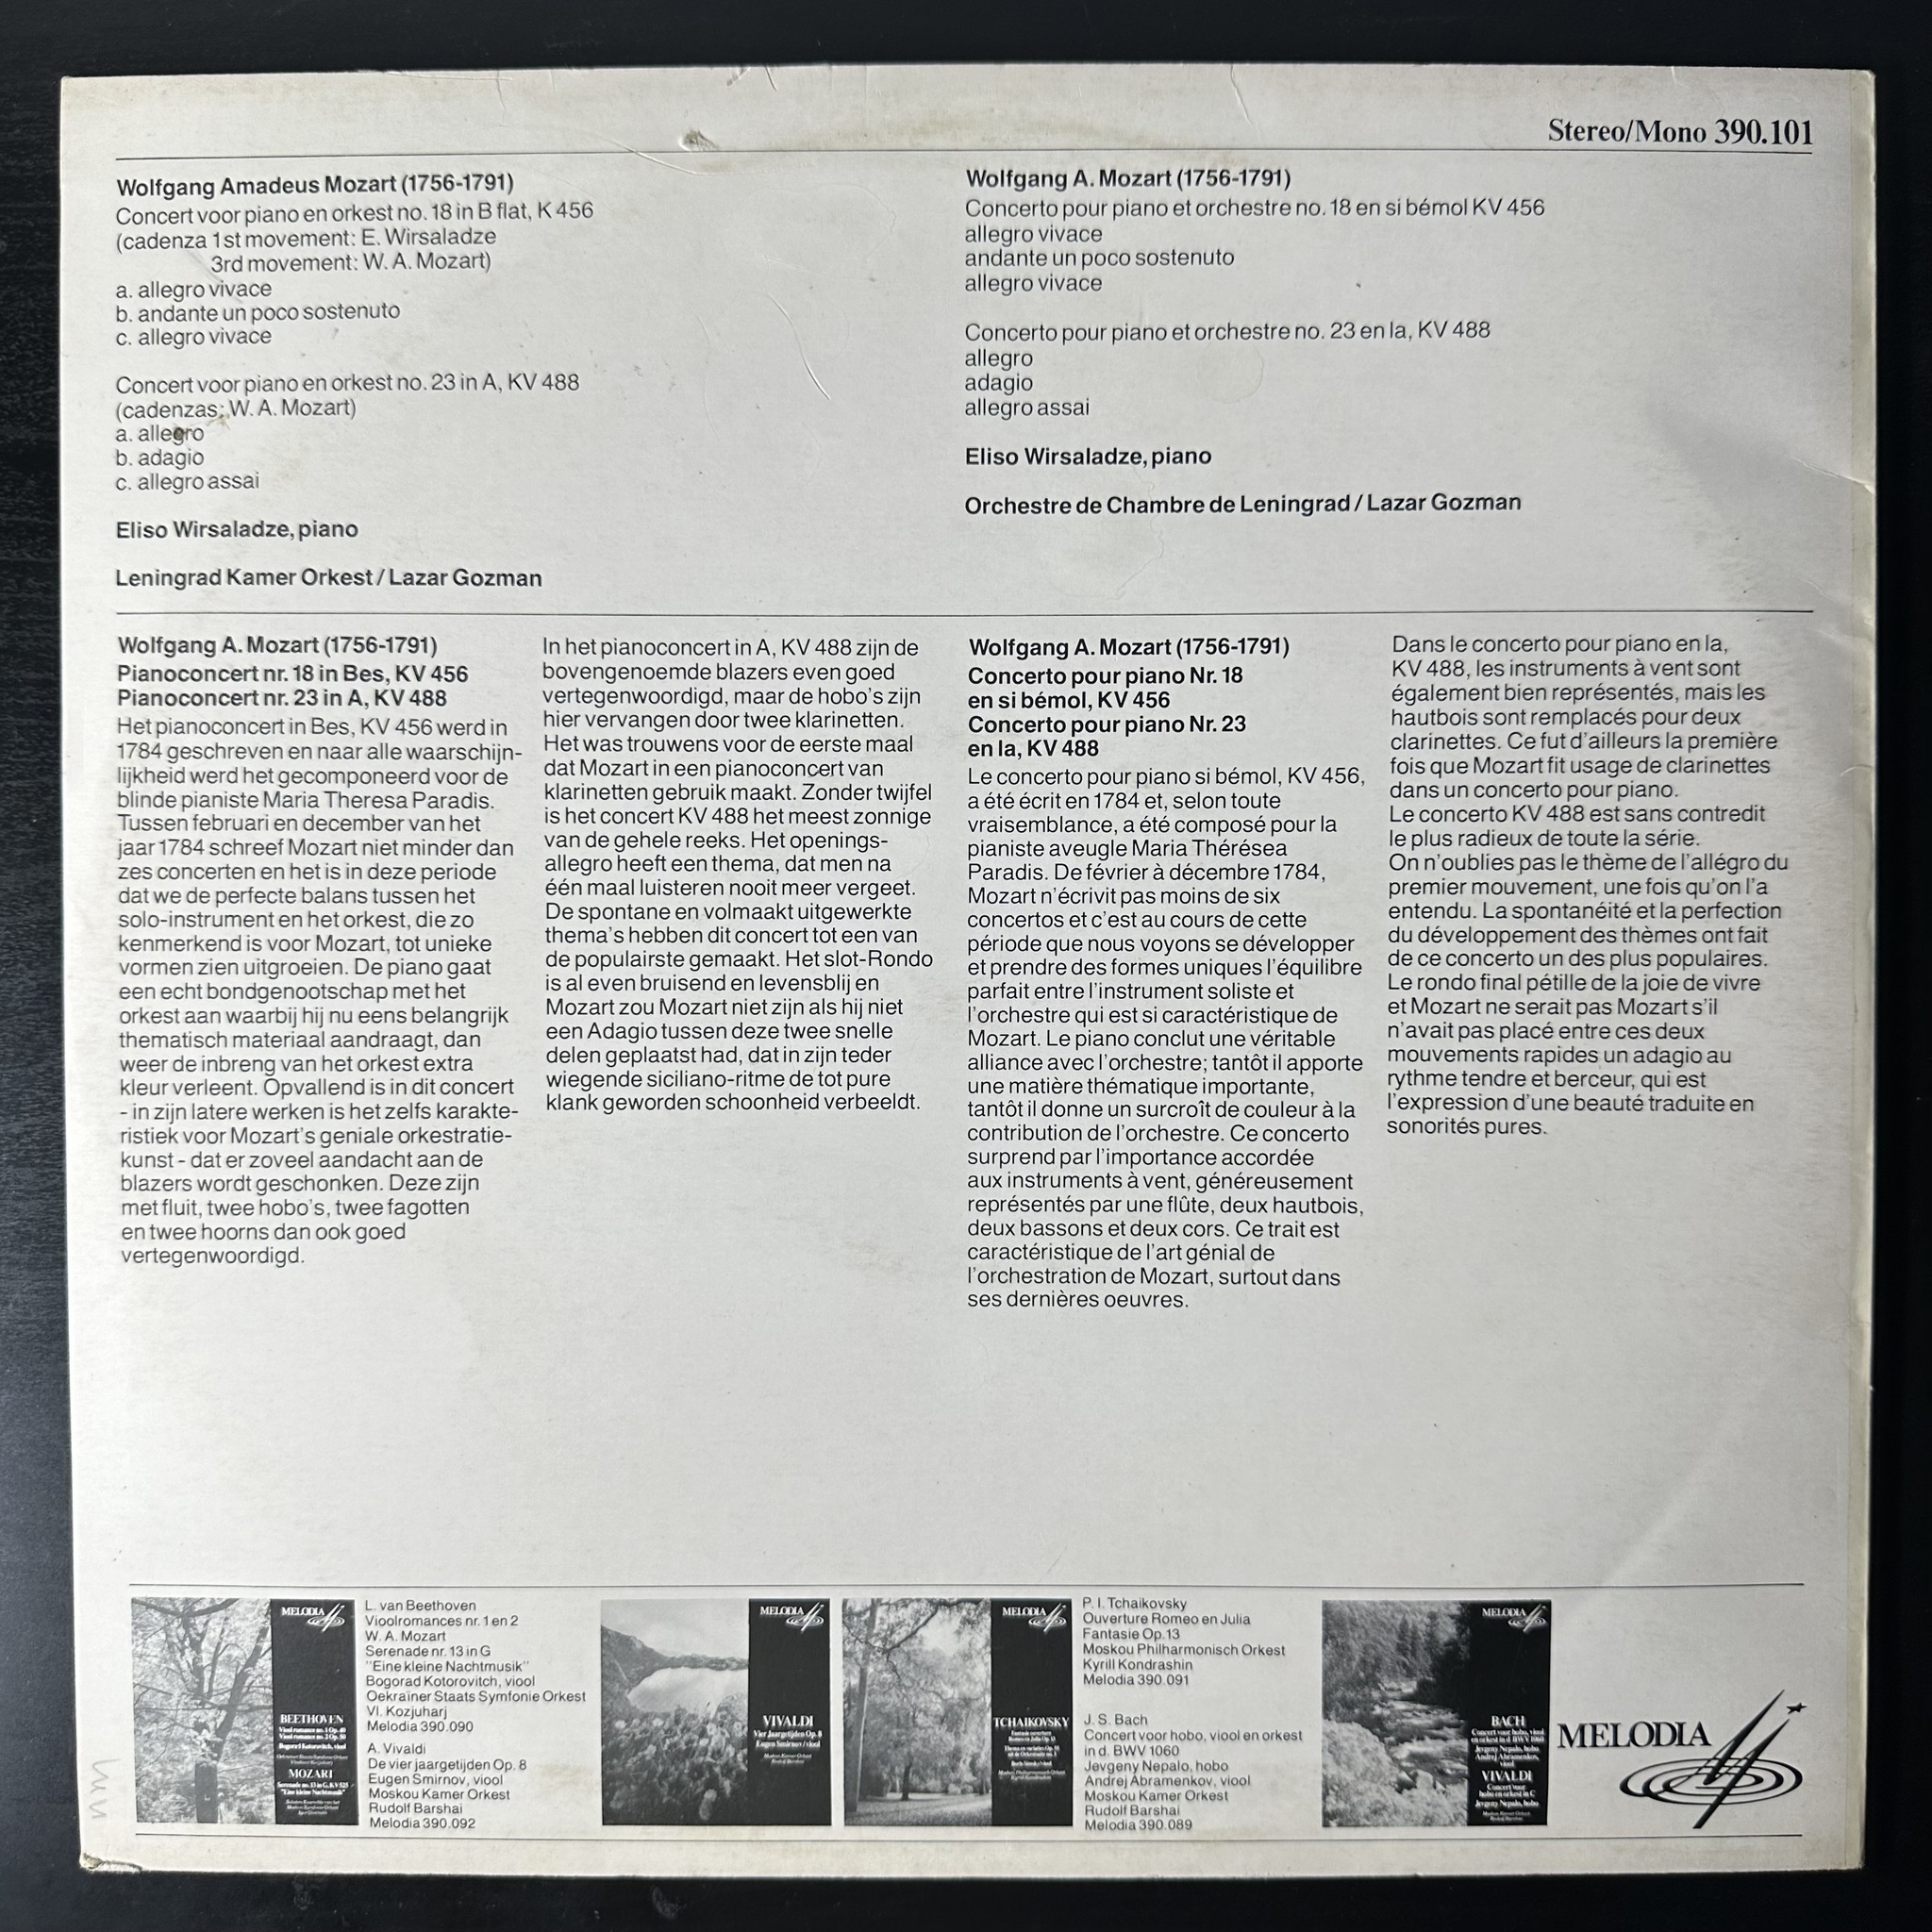 Stereo/Mono 390.101
Wolfgang Amadeus Mozart (1756-1791)
Concert voor piano en orkest no. 18 in B flat, K 456
(cadenza 1st movement: E. Wirsaladze
3rd movement: W. A. Mozart)
a. allegro vivace
b. andante un poco sostenuto
c. allegro vivace
Concert voor piano en orkest no. 23 in A, KV 488
(cadenzas: W. A. Mozart)
a. allegro
b. adagio
c. allegro assai
Eliso Wirsaladze, piano
Leningrad Kamer Orkest / Lazar Gozman
Wolfgang A. Mozart (1756-1791)
Concerto pour piano et orchestre no. 18 en si bémol KV 456
allegro vivace
andante un poco sostenuto
allegro vivace
Concerto pour piano et orchestre no. 23 en la, KV 488
allegro
adagio
allegro assai
Eliso Wirsaladze, piano
Orchestre de Chambre de Leningrad / Lazar Gozman
Wolfgang A. Mozart (1756-1791)
Pianoconcert nr. 18 in Bes, KV 456
Pianoconcert nr. 23 in A, KV 488
Het pianoconcert in Bes, KV 456 werd in
1784 geschreven en naar alle waarschijn-
lijkheid werd het gecomponeerd voor de
blinde pianiste Maria Theresa Paradis.
Tussen februari en december van het
jaar 1784 schreef Mozart niet minder dan
zes concerten en het is in deze periode
dat we de perfecte balans tussen het
solo-instrument en het orkest, die zo
kenmerkend is voor Mozart, tot unieke
vormen zien uitgroeien. De piano gaat
een echt bondgenootschap met het
orkest aan waarbij hij nu eens belangrijk
thematisch materiaal aandraagt, dan
weer de inbreng van het orkest extra
kleur verleent. Opvallend is in dit concert
- in zijn latere werken is het zelfs karakte-
ristiek voor Mozart's geniale orkestratie-
kunst - dat er zoveel aandacht aan de
blazers wordt geschonken. Deze zijn
met fluit, twee hobo's, twee fagotten
en twee hoorns dan ook goed
vertegenwoordigd.
In het pianoconcert in A, KV 488 zijn de
bovengenoemde blazers even goed
vertegenwoordigd, maar de hobo's zijn
hier vervangen door twee klarinetten.
Het was trouwens voor de eerste maal
dat Mozart in een pianoconcert van
klarinetten gebruik maakt. Zonder twijfel
is het concert KV 488 het meest zonnige
van de gehele reeks. Het openings-
allegro heeft een thema, dat men na
één maal luisteren nooit meer vergeet.
De spontane en volmaakt uitgewerkte
thema's hebben dit concert tot een van
de populairste gemaakt. Het slot-Rondo
is al even bruisend en levensblij en
Mozart zou Mozart niet zijn als hij niet
een Adagio tussen deze twee snelle
delen geplaatst had, dat in zijn teder
wiegende siciliano-ritme de tot pure
klank geworden schoonheid verbeeldt.
Wolfgang A. Mozart (1756-1791)
Concerto pour piano Nr. 18
en si bémol, KV 456
Concerto pour piano Nr. 23
en la, KV 488
Le concerto pour piano si bémol, KV 456,
a été écrit en 1784 et, selon toute
vraisemblance, a été composé pour la
pianiste aveugle Maria Thérésea
Paradis. De février à décembre 1784,
Mozart n'écrivit pas moins de six
concertos et c'est au cours de cette
période que nous voyons se développer
et prendre des formes uniques l'équilibre
parfait entre l'instrument soliste et
l'orchestre qui est si caractéristique de
Mozart. Le piano conclut une véritable
alliance avec l'orchestre; tantôt il apporte
une matière thématique importante,
tantôt il donne un surcroît de couleur à la
contribution de l'orchestre. Ce concerto
surprend par l'importance accordée
aux instruments à vent, généreusement
représentés par une flûte, deux hautbois,
deux bassons et deux cors. Ce trait est
caractéristique de l'art génial de
l'orchestration de Mozart, surtout dans
ses dernières oeuvres.
Dans le concerto pour piano en la,
KV 488, les instruments à vent sont
également bien représentés, mais les
hautbois sont remplacés pour deux
clarinettes. Ce fut d'ailleurs la première
fois que Mozart fit usage de clarinettes
dans un concerto pour piano.
Le concerto KV 488 est sans contredit
le plus radieux de toute la série.
On n'oublies pas le thème de l'allégro du
premier mouvement, une fois qu'on l'a
entendu. La spontanéité et la perfection
du développement des thèmes ont fait
de ce concerto un des plus populaires.
Le rondo final pétille de la joie de vivre
et Mozart ne serait pas Mozart s'il
n'avait pas placé entre ces deux
mouvements rapides un adagio au
rythme tendre et berceur, qui est
l'expression d'une beauté traduite en
sonorités pures.
MELODIA
BEETHOVEN
MOZART
L. van Beethoven
Vioolromances nr. 1 en 2
W. A. Mozart
Serenade nr. 13 in G
"Eine kleine Nachtmusik"
Bogorad Kotorovitch, viool
Oekrainer Staats Symfonie Orkest
Vl. Kozjuharj
Melodia 390.090
A. Vivaldi
De vier jaargetijden Op. 8
Eugen Smirnov, viool
Moskou Kamer Orkest
Rudolf Barshai
Melodia 390.092
MELODIA
VIVALDI
Vier Jaargetijden Op. 8
Eugen Smirnov / viool
MELODIA
TCHAIKOVSKY
P. I. Tchaikovsky
Ouverture Romeo en Julia
Fantasie Op. 13
Moskou Philharmonisch Orkest
Kyrill Kondrashin
Melodia 390.091
J. S. Bach
Concert voor hobo, viool en orkest
in d. BWV 1060
Jevgeny Nepalo, hobo
Andrej Abramenkov, viool
Moskou Kamer Orkest
Rudolf Barshai
Melodia 390.089
MELODIA
BACH
Concert voor hobo, viool
en orkest in d BWV 1060
Jevgeny Nepalo, hobo
Andrej Abramenkov,
viool
VIVALDI
Concert voor
hobo en orkest in C
Jevgeny Nepalo, hobo
MELODIA